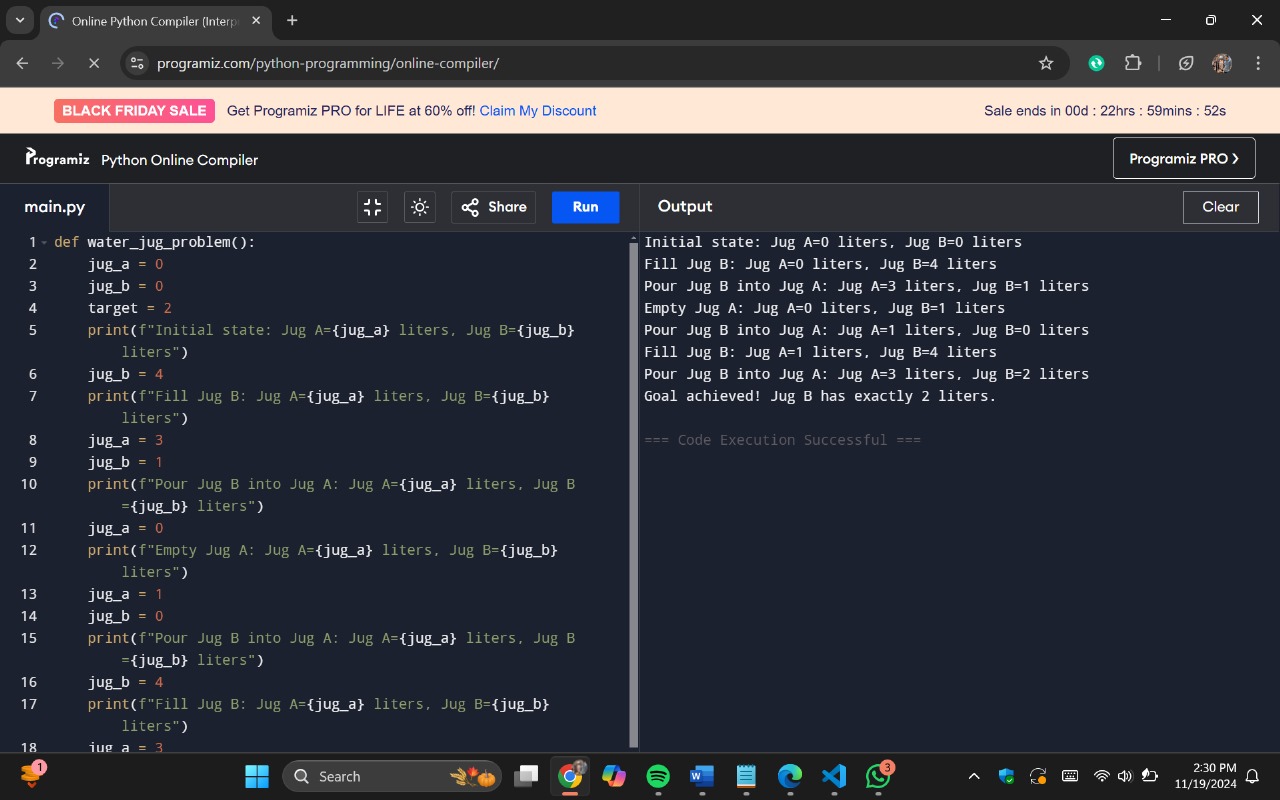 Online Python Compiler (Interp
programiz.com/python-programming/online-compiler/
BLACK FRIDAY SALE Get Programiz PRO for LIFE at 60% off! Claim My Discount Sale ends in 00d : 22hrs : 59mins : 52s
Programiz Python Online Compiler Programiz PRO >
main.py Share Run Output Clear
1 def water_jug_problem():
2 jug_a = 0
3 jug_b = 0
4 target = 2
5 print(f"Initial state: Jug A={jug_a} liters, Jug B={jug_b}
liters")
6 jug_b = 4
7 print(f"Fill Jug B: Jug A={jug_a} liters, Jug B={jug_b}
liters")
8 jug_a = 3
9 jug_b = 1
10 print(f"Pour Jug B into Jug A: Jug A={jug_a} liters, Jug B
={jug_b} liters")
11 jug_a = 0
12 print(f"Empty Jug A: Jug A={jug_a} liters, Jug B={jug_b}
liters")
13 jug_a = 1
14 jug_b = 0
15 print(f"Pour Jug B into Jug A: Jug A={jug_a} liters, Jug B
={jug_b} liters")
16 jug_b = 4
17 print(f"Fill Jug B: Jug A={jug_a} liters, Jug B={jug_b}
liters")
18 jug_a = 3
Initial state: Jug A=0 liters, Jug B=0 liters
Fill Jug B: Jug A=0 liters, Jug B=4 liters
Pour Jug B into Jug A: Jug A=3 liters, Jug B=1 liters
Empty Jug A: Jug A=0 liters, Jug B=1 liters
Pour Jug B into Jug A: Jug A=1 liters, Jug B=0 liters
Fill Jug B: Jug A=1 liters, Jug B=4 liters
Pour Jug B into Jug A: Jug A=3 liters, Jug B=2 liters
Goal achieved! Jug B has exactly 2 liters.
=== Code Execution Successful ===
1 Search 3 2:30 PM
11/19/2024